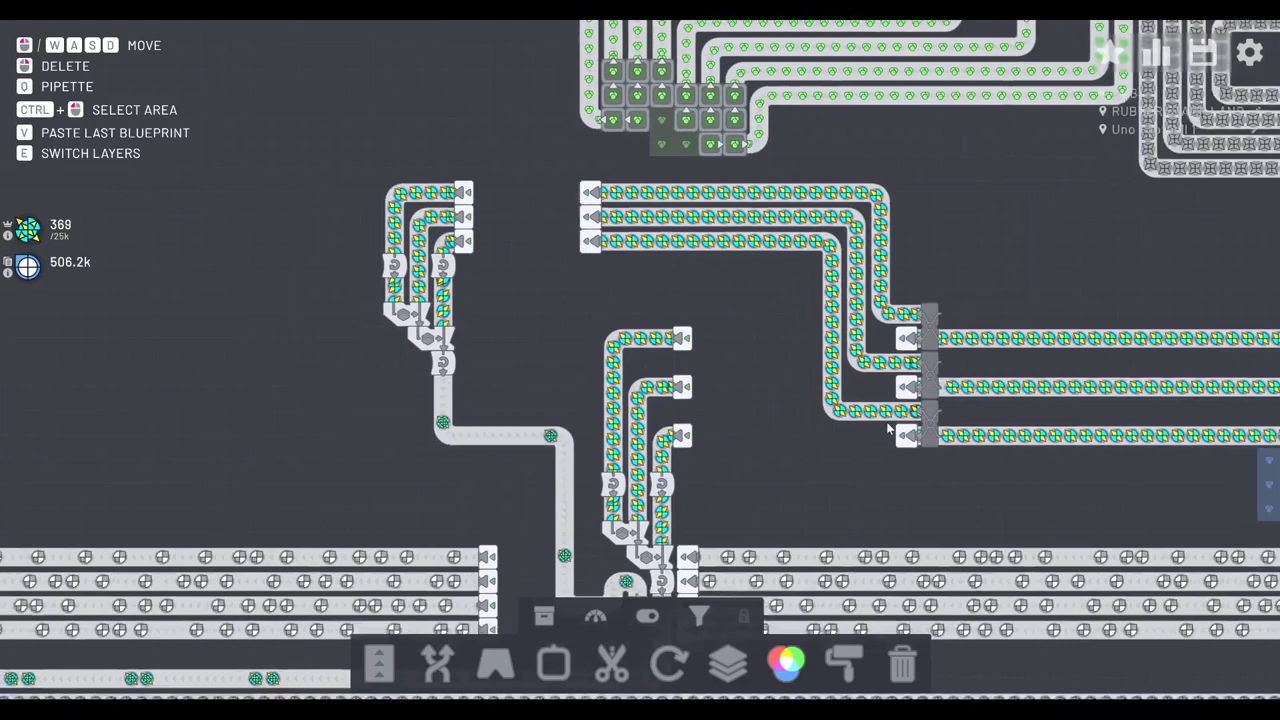 / W A S D MOVE
DELETE
Q PIPETTE
CTRL + SELECT AREA
V PASTE LAST BLUEPRINT
E SWITCH LAYERS
369
/25k
506.2k